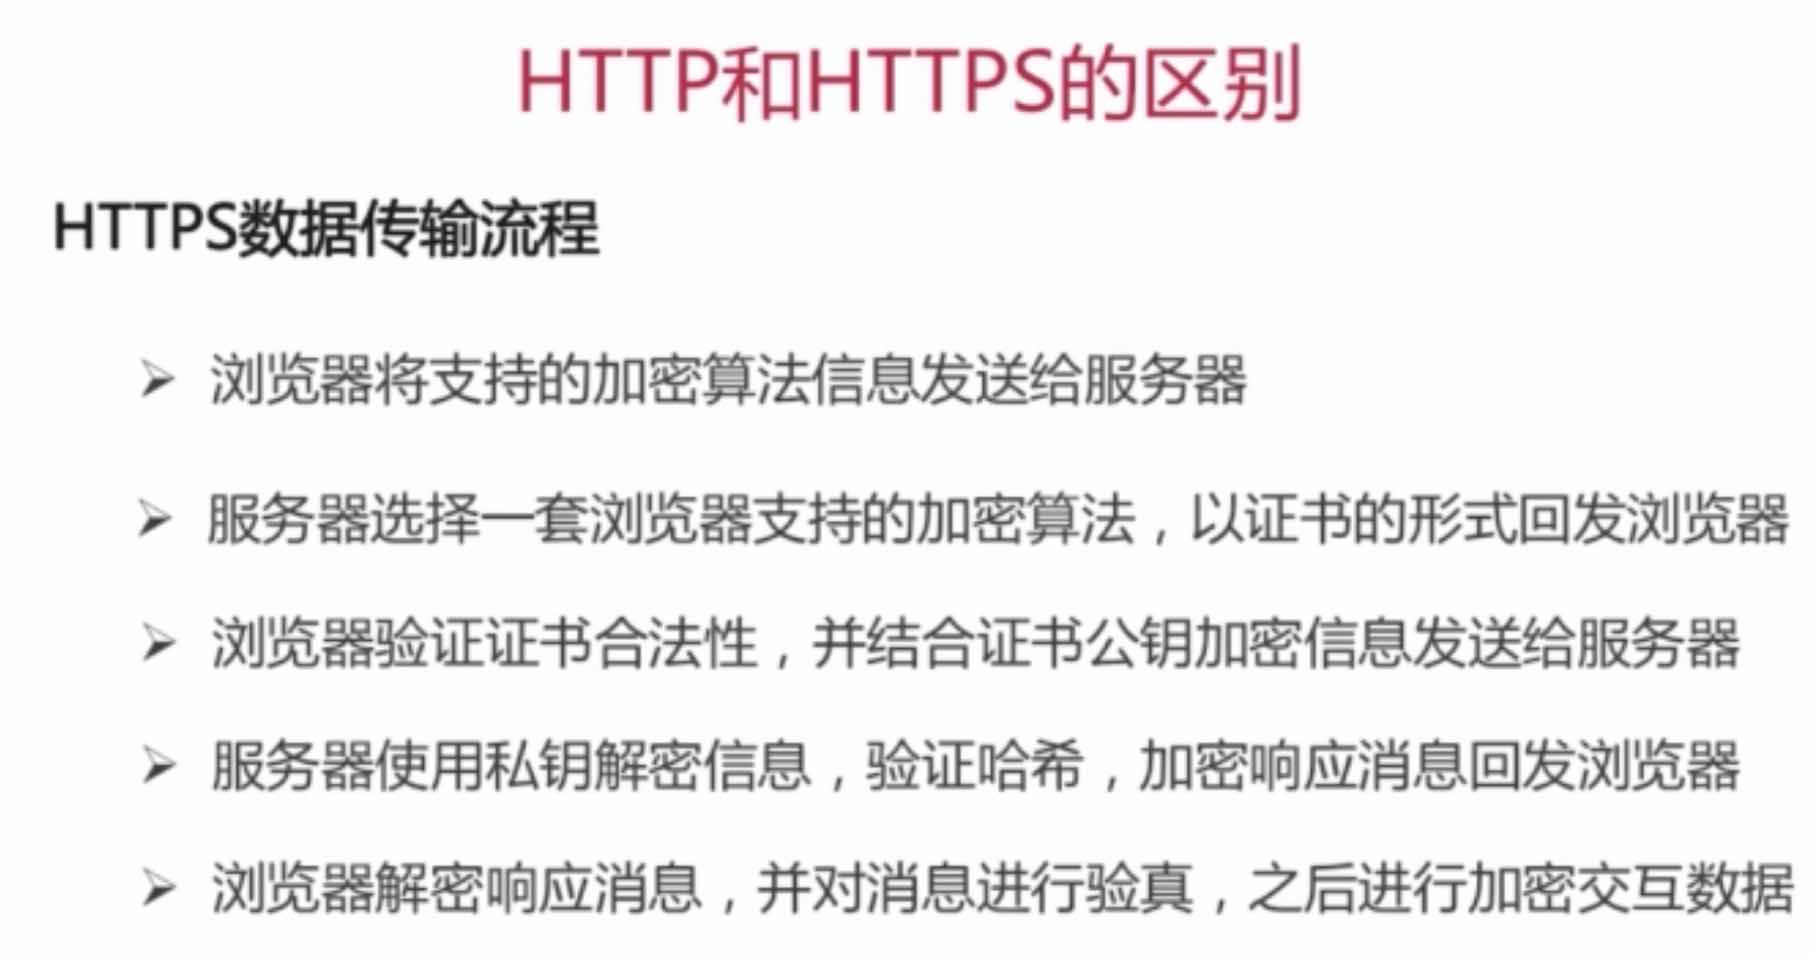 HTTP和HTTPS的区别
HTTPS数据传输流程
➢ 浏览器将支持的加密算法信息发送给服务器
➢ 服务器选择一套浏览器支持的加密算法，以证书的形式回发浏览器
➢ 浏览器验证证书合法性，并结合证书公钥加密信息发送给服务器
➢ 服务器使用私钥解密信息，验证哈希，加密响应消息回发浏览器
➢ 浏览器解密响应消息，并对消息进行验真，之后进行加密交互数据